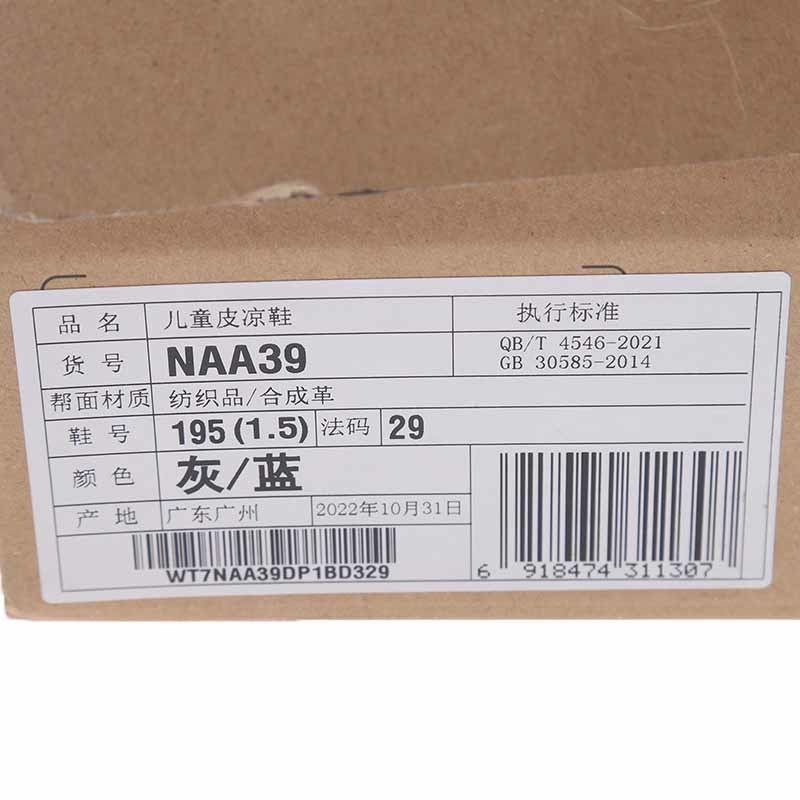 品名 儿童皮凉鞋 执行标准
货号 NAA39 QB/T 4546-2021
GB 30585-2014
帮面材质 纺织品/合成革
鞋号 195(1.5) 法码 29
颜色 灰/蓝
产地 广东广州 2022年10月31日
WT7NAA39DP1BD329
6 918474 311307